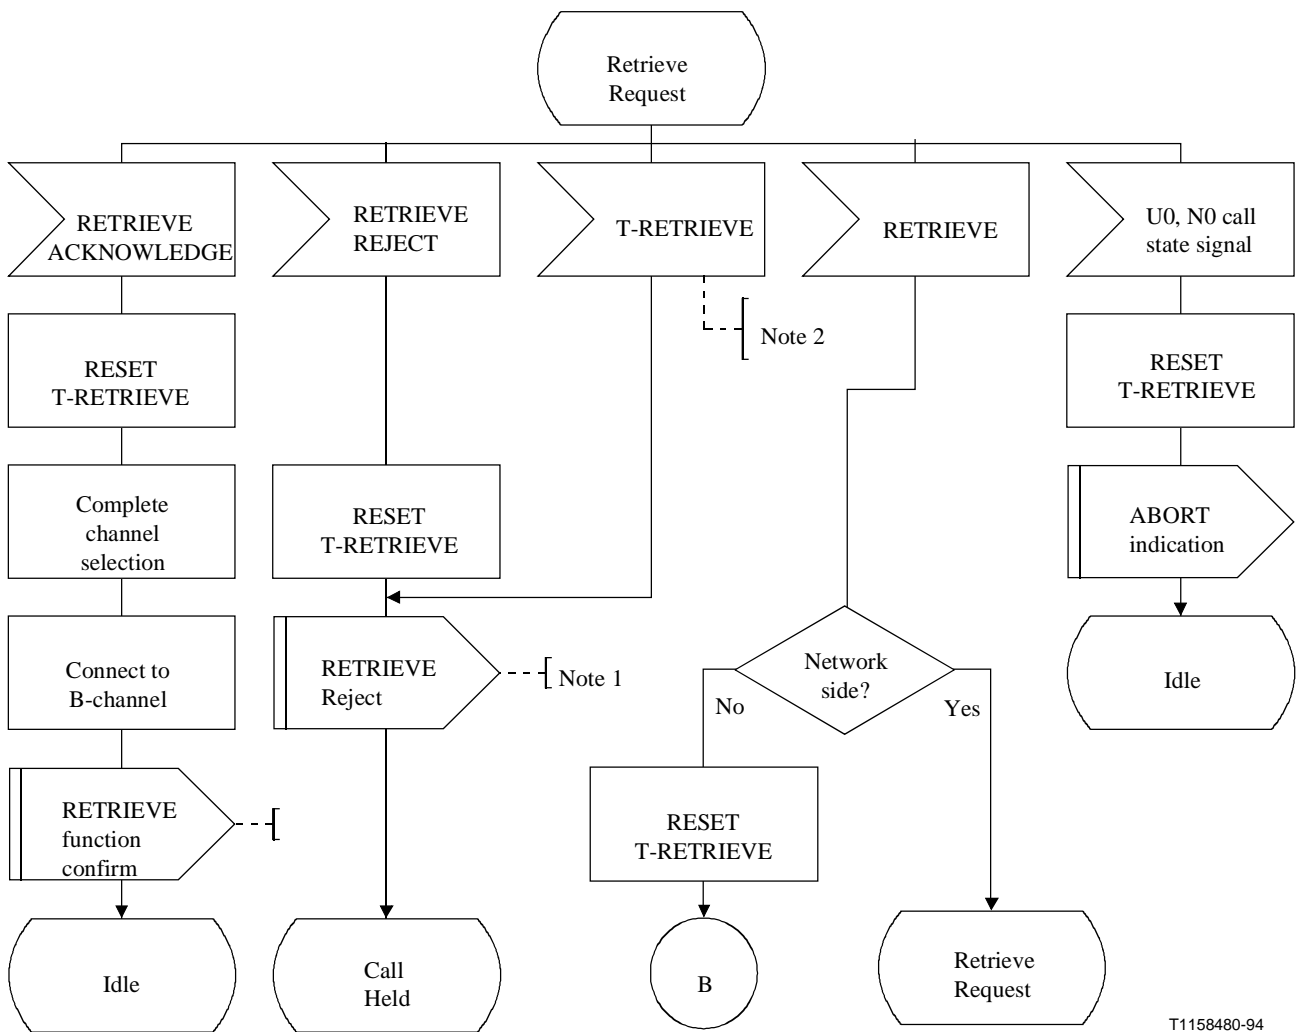 Retrieve
Request
RETRIEVE
ACKNOWLEDGE
RETRIEVE
REJECT
T-RETRIEVE
RETRIEVE
U0, N0 call
state signal
Note 2
RESET
T-RETRIEVE
RESET
T-RETRIEVE
Complete
channel
selection
RESET
T-RETRIEVE
ABORT
indication
Connect to
B-channel
RETRIEVE
Reject
Note 1
Network
side?
No
Yes
Idle
RETRIEVE
function
confirm
RESET
T-RETRIEVE
Idle
Call
Held
B
Retrieve
Request
T1158480-94